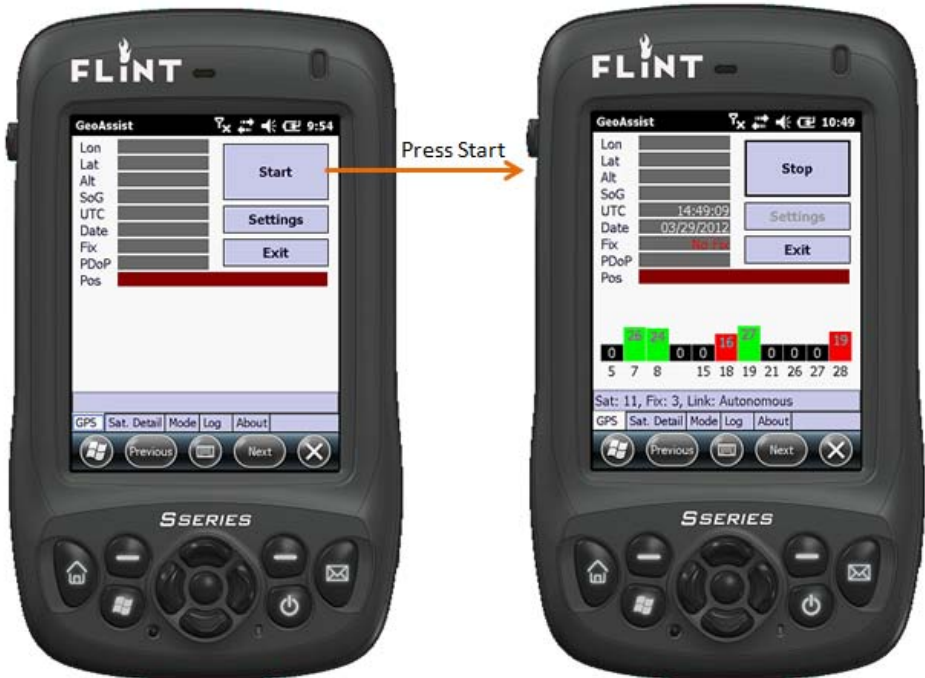 FLiNT
GeoAssist 9:54
Lon
Lat
Alt
SoG
UTC
Date
Fix
PDoP
Pos
Start
Settings
Exit
GPS Sat. Detail Mode Log About
Previous Next
SSERIES
Press Start
FLiNT
GeoAssist 10:49
Lon
Lat
Alt
SoG
UTC 14:49:09
Date 03/29/2012
Fix No Fix
PDoP
Pos
Stop
Settings
Exit
0 26 24 0 0 16 27 0 0 0 19
5 7 8 15 18 19 21 26 27 28
Sat: 11, Fix: 3, Link: Autonomous
GPS Sat. Detail Mode Log About
Previous Next
SSERIES